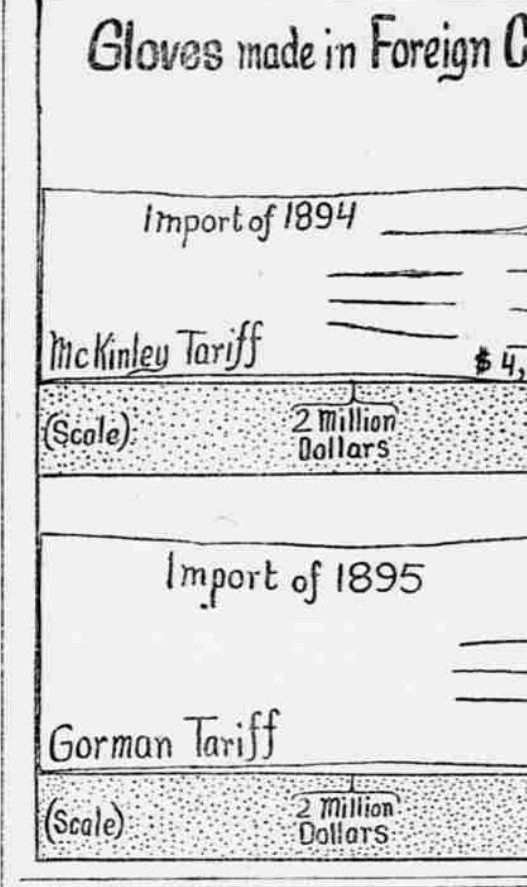 Gloves made in Foreign C
Import of 1894
McKinley Tariff
$4,
(Scale)
2 Million
Dollars
Import of 1895
Gorman Tariff
(Scale)
2 Million
Dollars